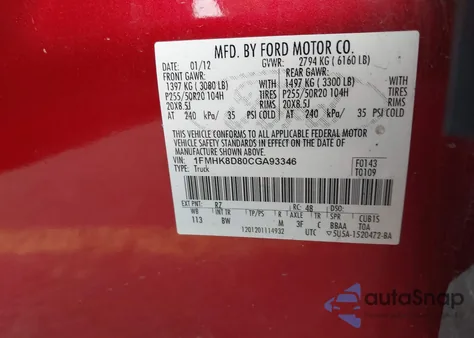 MFD. BY FORD MOTOR CO.
DATE: 01/12 GVWR: 2794 KG ( 6160 LB)
FRONT GAWR: REAR GAWR:
1397 KG ( 3080 LB) 1497 KG ( 3300 LB)
WITH WITH
P255/50R20 104H TIRES P255/50R20 104H TIRES
20X8.5J RIMS 20X8.5J RIMS
AT 240 kPa/ 35 PSI COLD AT 240 kPa/ 35 PSI COLD
THIS VEHICLE CONFORMS TO ALL APPLICABLE FEDERAL MOTOR
VEHICLE SAFETY STANDARDS IN EFFECT ON THE DATE OF
MANUFACTURE SHOWN ABOVE.
VIN: 1FMHK8D80CGA93346 F0143
TYPE: Truck T0109
EXT PNT: RZ RC: 48 DSO:
WB INT TR TP/PS R AXLE TR SPR CUBIS
113 BW M 3F C BBAA TOA
1201201114932 UTC 5U5A-1520472-BA
autoSnap